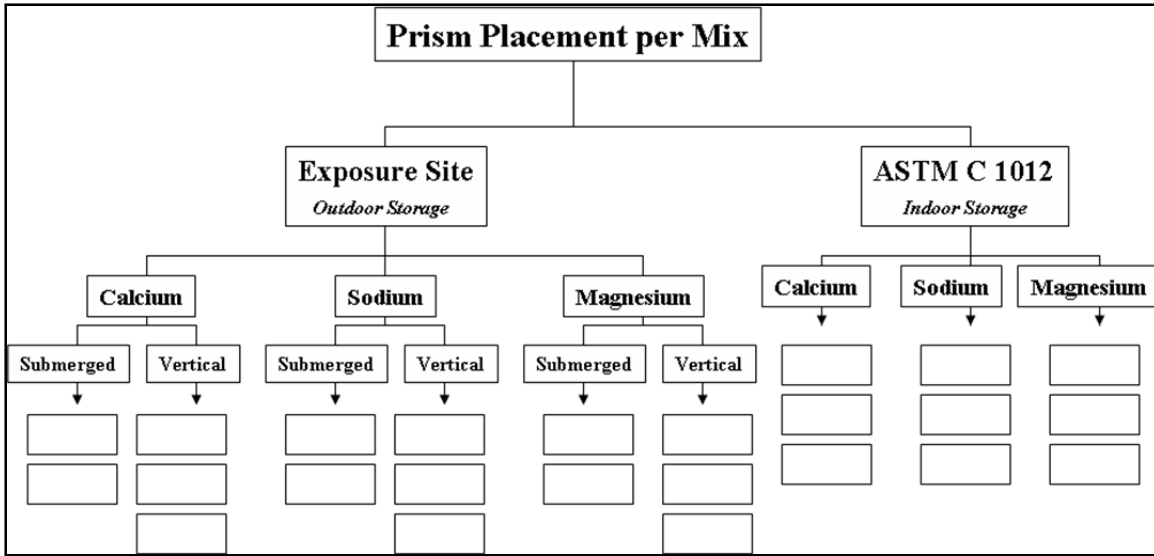 Prism Placement per Mix
Exposure Site
Outdoor Storage
ASTM C 1012
Indoor Storage
Calcium
Sodium
Magnesium
Calcium
Sodium
Magnesium
Submerged
Vertical
Submerged
Vertical
Submerged
Vertical